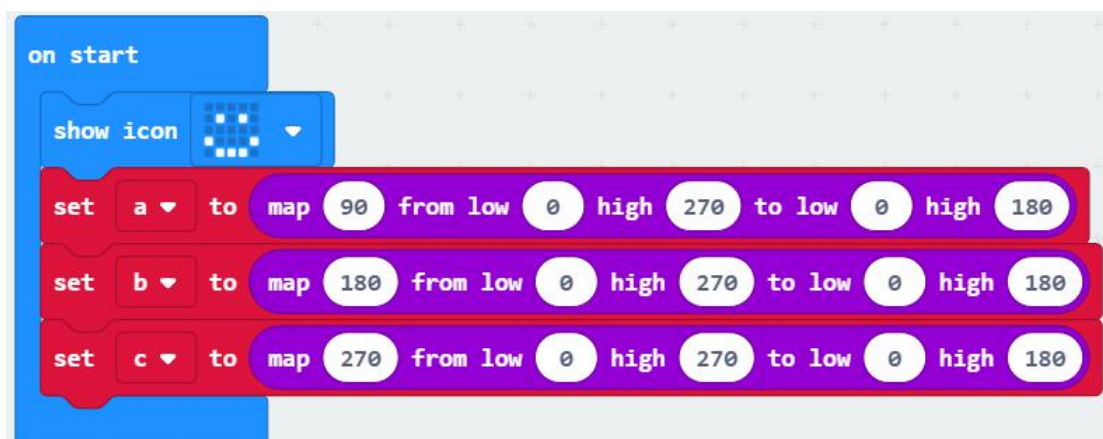 on start
show icon
set a to map 90 from low 0 high 270 to low 0 high 180
set b to map 180 from low 0 high 270 to low 0 high 180
set c to map 270 from low 0 high 270 to low 0 high 180